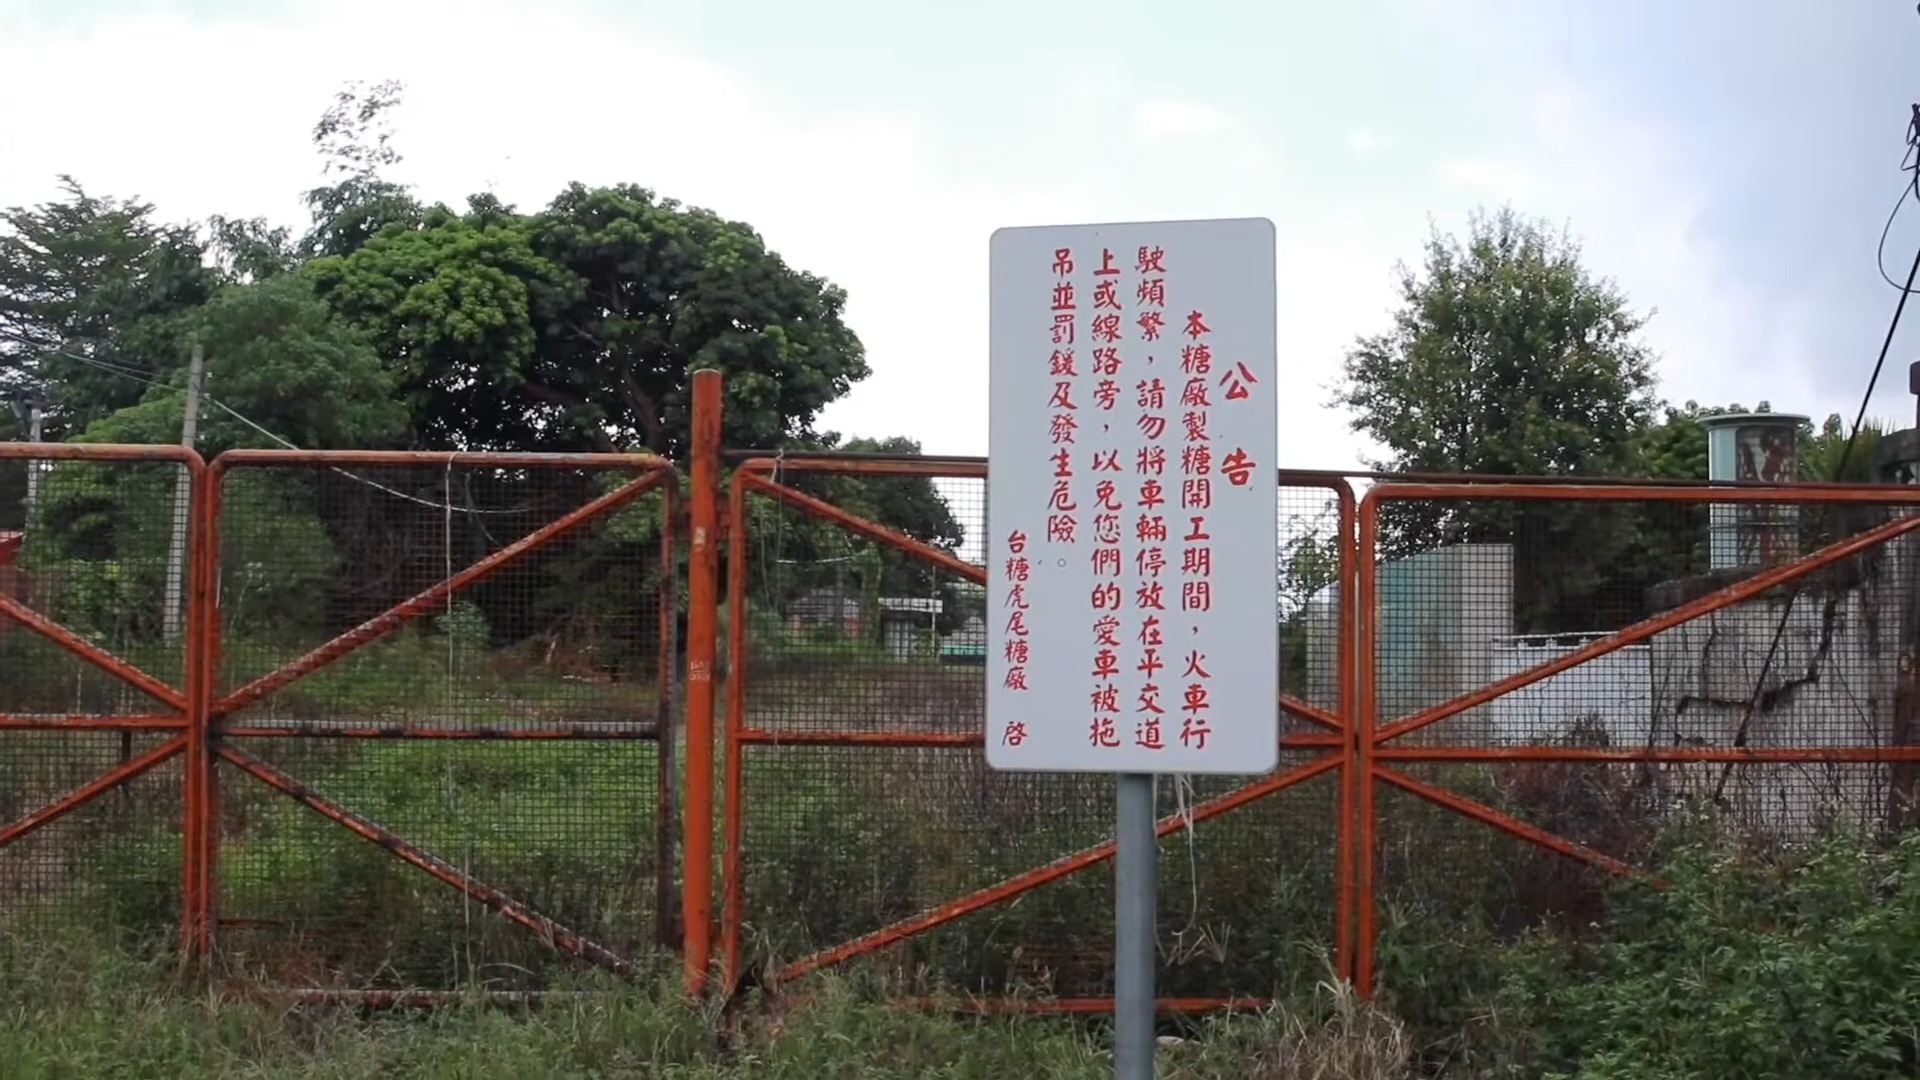 公告
本糖廠製糖開工期間，火車行
駛頻繁，請勿將車輛停放在平交道
上或線路旁，以免您們的愛車被拖
吊並罰鍰及發生危險。
台糖虎尾糖廠 啓